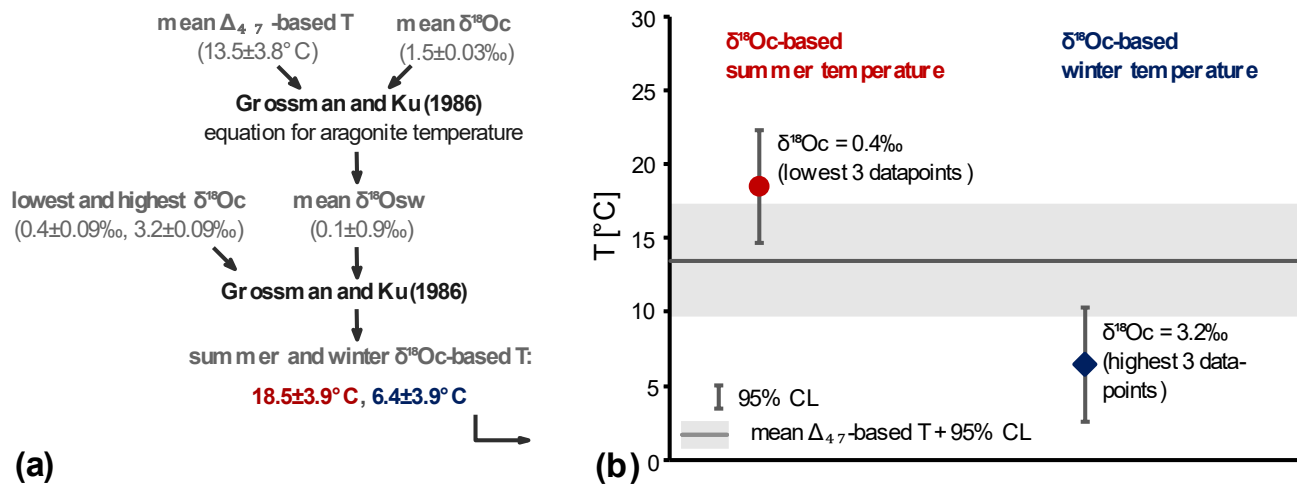 mean Δ₄₇-based T
(13.5±3.8°C)
mean δ¹⁸Oc
(1.5±0.03‰)
Grossman and Ku (1986)
equation for aragonite temperature
lowest and highest δ¹⁸Oc
(0.4±0.09‰, 3.2±0.09‰)
mean δ¹⁸Osw
(0.1±0.9‰)
Grossman and Ku (1986)
summer and winter δ¹⁸Oc-based T:
18.5±3.9°C, 6.4±3.9°C
(a)
T [°C]
35
30
25
20
15
10
5
0
δ¹⁸Oc-based
summer temperature
δ¹⁸Oc-based
winter temperature
δ¹⁸Oc = 0.4‰
(lowest 3 datapoints)
δ¹⁸Oc = 3.2‰
(highest 3 data-
points)
95% CL
mean Δ₄₇-based T + 95% CL
(b)